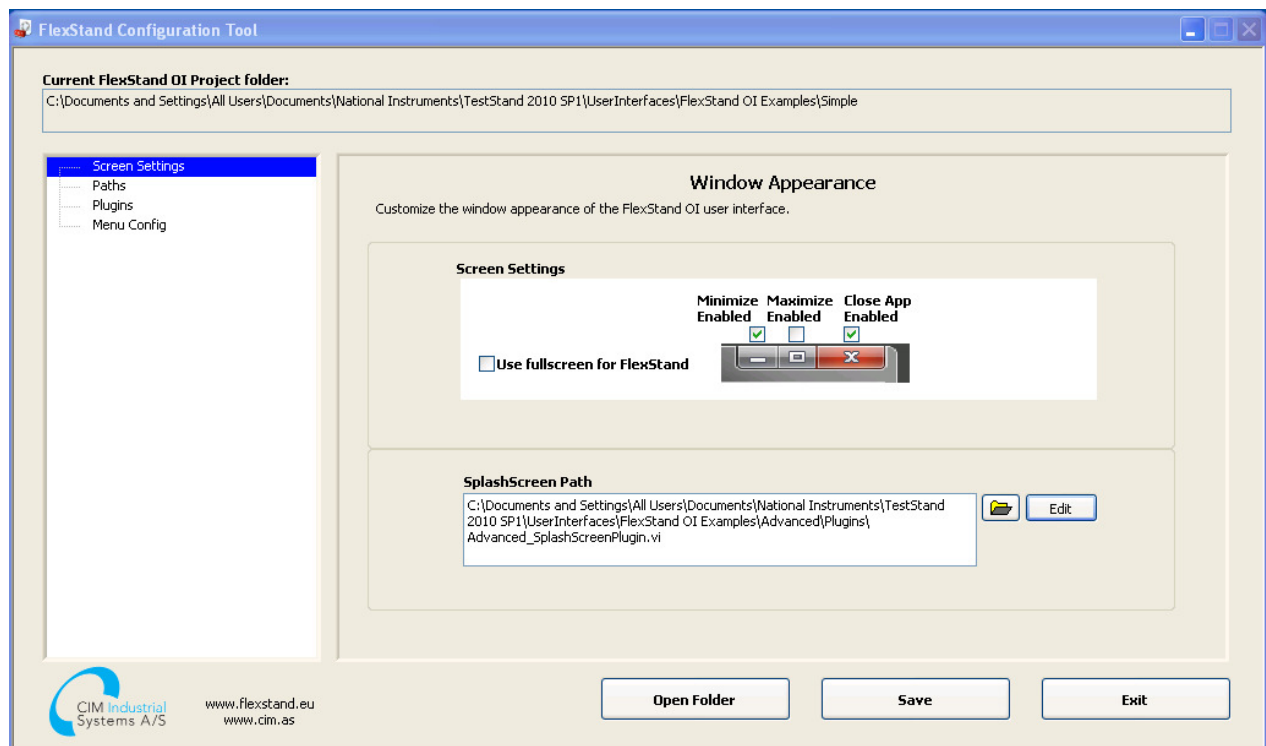 FlexStand Configuration Tool
Current FlexStand OI Project folder:
C:\Documents and Settings\All Users\Documents\National Instruments\TestStand 2010 SP1\UserInterfaces\FlexStand OI Examples\Simple
Screen Settings
Paths
Plugins
Menu Config
Window Appearance
Customize the window appearance of the FlexStand OI user interface.
Screen Settings
Minimize Maximize Close App
Enabled Enabled Enabled
Use fullscreen for FlexStand
SplashScreen Path
C:\Documents and Settings\All Users\Documents\National Instruments\TestStand
2010 SP1\UserInterfaces\FlexStand OI Examples\Advanced\Plugins\
Advanced_SplashScreenPlugin.vi
Edit
CIM Industrial
Systems A/S
www.flexstand.eu
www.cim.as
Open Folder
Save
Exit